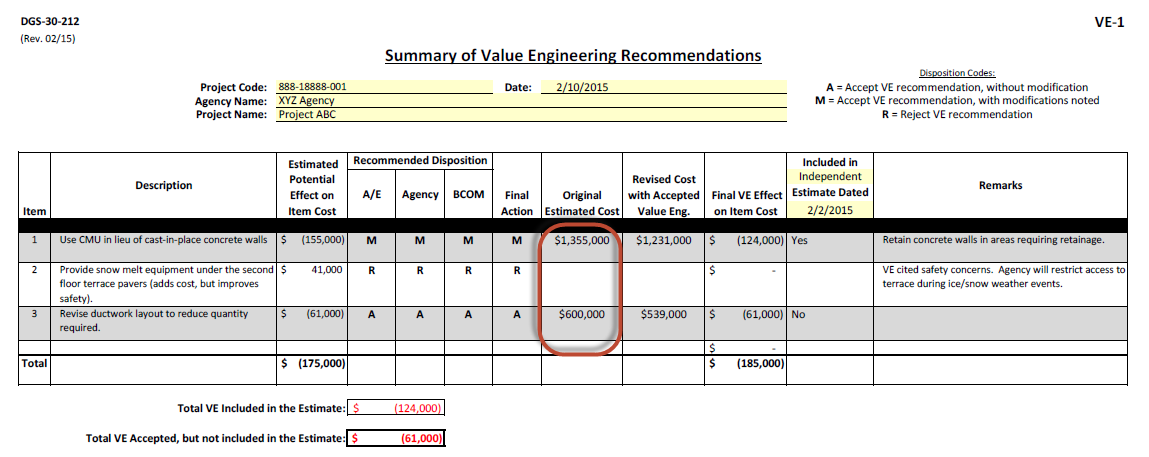 DGS-30-212
VE-1
(Rev. 02/15)
Summary of Value Engineering Recommendations
Disposition Codes:
Project Code: 888-18888-001 Date: 2/10/2015
A = Accept VE recommendation, without modification
Agency Name: XYZ Agency
M = Accept VE recommendation, with modifications noted
Project Name: Project ABC
R = Reject VE recommendation
Item
Description
Estimated
Potential
Effect on
Item Cost
Recommended Disposition
A/E
Agency
BCOM
Final
Action
Original
Estimated Cost
Revised Cost
with Accepted
Value Eng.
Final VE Effect
on Item Cost
Included in
Independent
Estimate Dated
2/2/2015
Remarks
1 Use CMU in lieu of cast-in-place concrete walls $ (155,000) M M M M $1,355,000 $1,231,000 $ (124,000) Yes Retain concrete walls in areas requiring retainage.
2 Provide snow melt equipment under the second $ 41,000 R R R R $ - VE cited safety concerns. Agency will restrict access to
floor terrace pavers (adds cost, but improves terrace during ice/snow weather events.
safety).
3 Revise ductwork layout to reduce quantity $ (61,000) A A A A $600,000 $539,000 $ (61,000) No
required.
$ -
Total $ (175,000) $ (185,000)
Total VE Included in the Estimate: $ (124,000)
Total VE Accepted, but not included in the Estimate: $ (61,000)